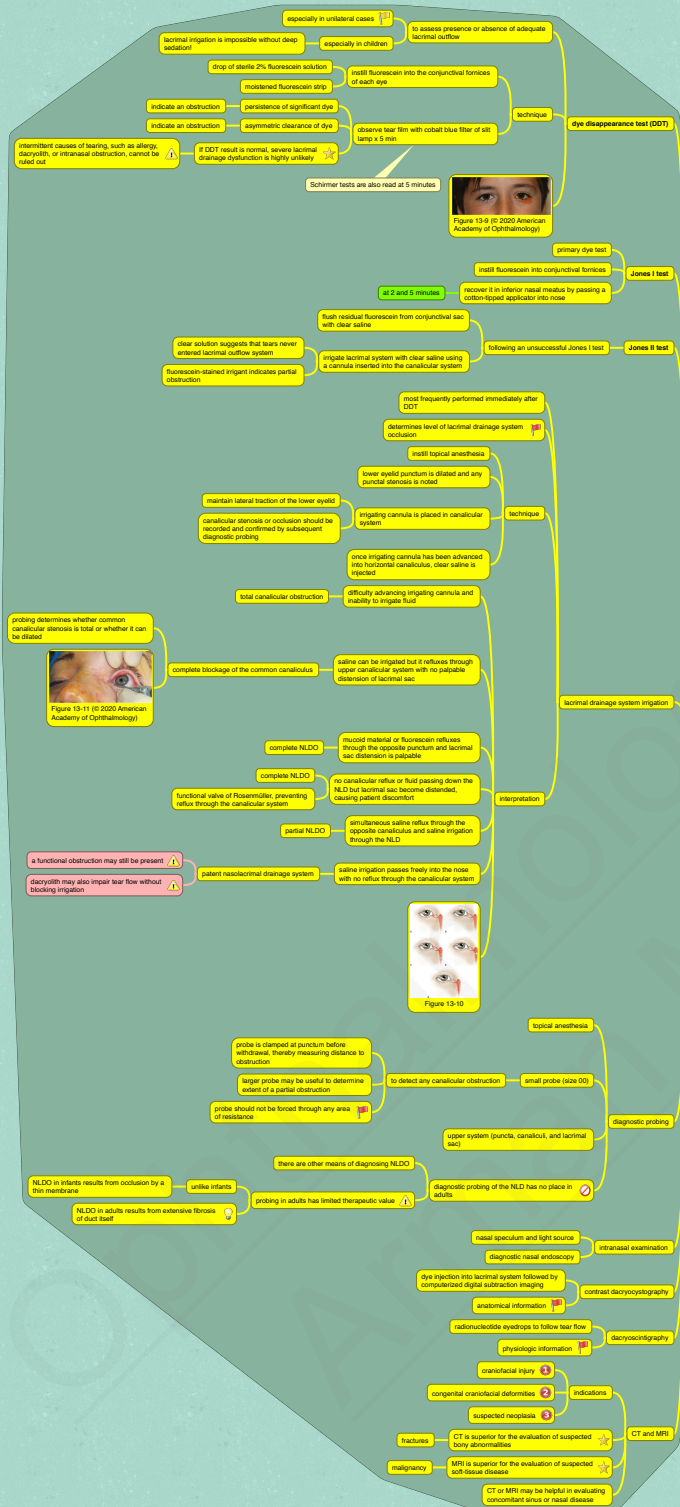 especially in unilateral cases
lacrimal irrigation is impossible without deep
sedation!
especially in children
to assess presence or absence of adequate
lacrimal outflow
drop of sterile 2% fluorescein solution
moistened fluorescein strip
instill fluorescein into the conjunctival fornices
of each eye
indicate an obstruction
persistence of significant dye
indicate an obstruction
asymmetric clearance of dye
intermittent causes of tearing, such as allergy,
dacryolith, or intranasal obstruction, cannot be
ruled out
If DDT result is normal, severe lacrimal
drainage dysfunction is highly unlikely
observe tear film with cobalt blue filter of slit
lamp x 5 min
technique
dye disappearance test (DDT)
Schirmer tests are also read at 5 minutes
Figure 13-9 (© 2020 American
Academy of Ophthalmology)
primary dye test
instill fluorescein into conjunctival fornices
at 2 and 5 minutes
recover it in inferior nasal meatus by passing a
cotton-tipped applicator into nose
Jones I test
flush residual fluorescein from conjunctival sac
with clear saline
clear solution suggests that tears never
entered lacrimal outflow system
fluorescein-stained irrigant indicates partial
obstruction
irrigate lacrimal system with clear saline using
a cannula inserted into the canalicular system
following an unsuccessful Jones I test
Jones II test
most frequently performed immediately after
DDT
determines level of lacrimal drainage system
occlusion
instill topical anesthesia
lower eyelid punctum is dilated and any
punctal stenosis is noted
maintain lateral traction of the lower eyelid
canalicular stenosis or occlusion should be
recorded and confirmed by subsequent
diagnostic probing
irrigating cannula is placed in canalicular
system
once irrigating cannula has been advanced
into horizontal canaliculus, clear saline is
injected
technique
total canalicular obstruction
difficulty advancing irrigating cannula and
inability to irrigate fluid
probing determines whether common
canalicular stenosis is total or whether it can
be dilated
Figure 13-11 (© 2020 American
Academy of Ophthalmology)
complete blockage of the common canaliculus
saline can be irrigated but it refluxes through
upper canalicular system with no palpable
distension of lacrimal sac
complete NLDO
mucoid material or fluorescein refluxes
through the opposite punctum and lacrimal
sac distension is palpable
complete NLDO
functional valve of Rosenmüller, preventing
reflux through the canalicular system
no canalicular reflux or fluid passing down the
NLD but lacrimal sac become distended,
causing patient discomfort
partial NLDO
simultaneous saline reflux through the
opposite canaliculus and saline irrigation
through the NLD
a functional obstruction may still be present
dacryolith may also impair tear flow without
blocking irrigation
patent nasolacrimal drainage system
saline irrigation passes freely into the nose
with no reflux through the canalicular system
Figure 13-10
interpretation
lacrimal drainage system irrigation
topical anesthesia
probe is clamped at punctum before
withdrawal, thereby measuring distance to
obstruction
larger probe may be useful to determine
extent of a partial obstruction
probe should not be forced through any area
of resistance
to detect any canalicular obstruction
small probe (size 00)
upper system (puncta, canaliculi, and lacrimal
sac)
there are other means of diagnosing NLDO
NLDO in infants results from occlusion by a
thin membrane
unlike infants
NLDO in adults results from extensive fibrosis
of duct itself
probing in adults has limited therapeutic value
diagnostic probing of the NLD has no place in
adults
diagnostic probing
nasal speculum and light source
diagnostic nasal endoscopy
intranasal examination
dye injection into lacrimal system followed by
computerized digital subtraction imaging
anatomical information
contrast dacryocystography
radionucleotide eyedrops to follow tear flow
physiologic information
dacryoscintigraphy
craniofacial injury 1
congenital craniofacial deformities 2
suspected neoplasia 3
indications
fractures
CT is superior for the evaluation of suspected
bony abnormalities
malignancy
MRI is superior for the evaluation of suspected
soft-tissue disease
CT or MRI may be helpful in evaluating
concomitant sinus or nasal disease
CT and MRI